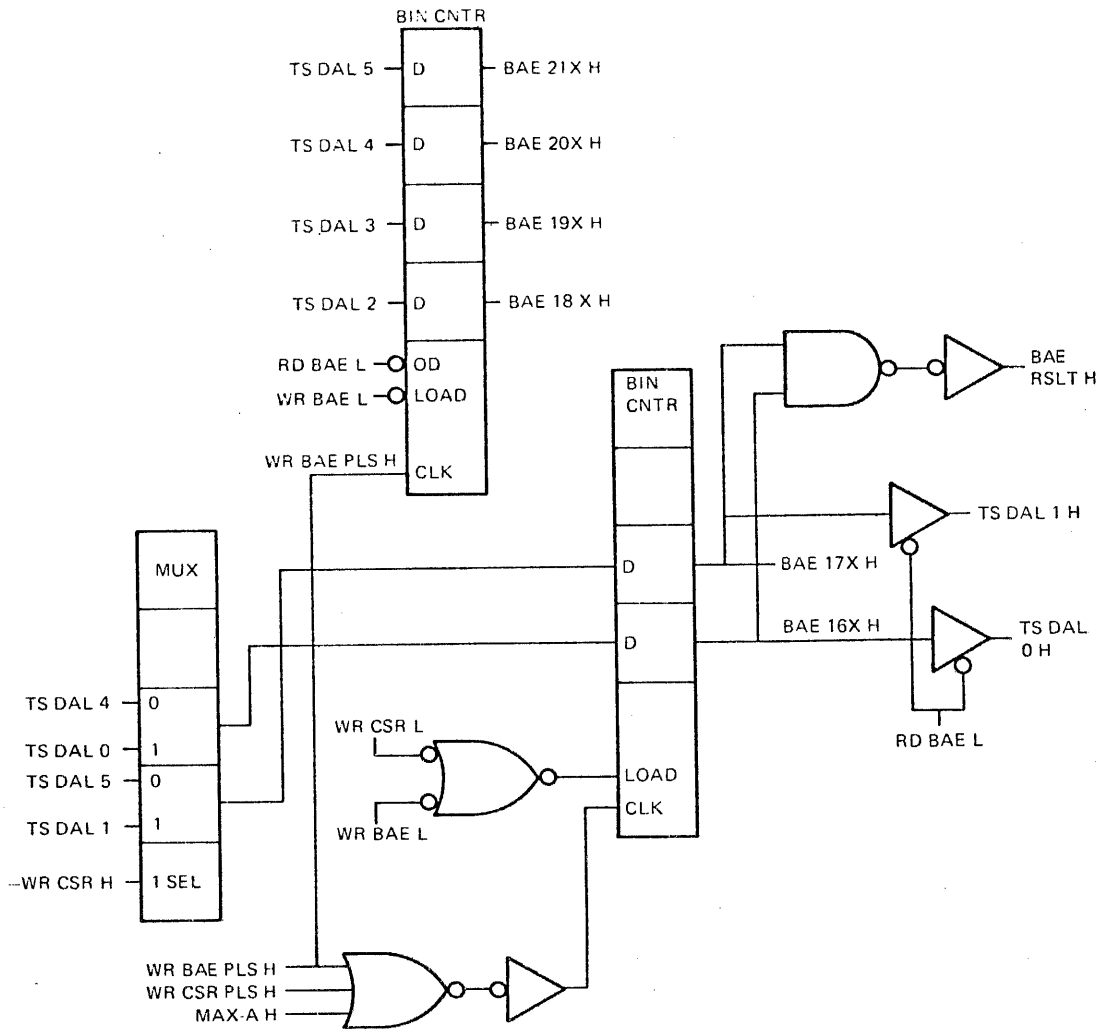 BIN CNTR
TS DAL 5
D
BAE 21X H
TS DAL 4
D
BAE 20X H
TS DAL 3
D
BAE 19X H
TS DAL 2
D
BAE 18 X H
RD BAE L
OD
WR BAE L
LOAD
WR BAE PLS H
CLK
BIN
CNTR
BAE
RSLT H
TS DAL 1 H
MUX
D
BAE 17X H
D
BAE 16X H
TS DAL
0 H
TS DAL 4
0
TS DAL 0
1
TS DAL 5
0
TS DAL 1
1
WR CSR L
RD BAE L
LOAD
CLK
WR BAE L
–WR CSR H
1 SEL
WR BAE PLS H
WR CSR PLS H
MAX-A H